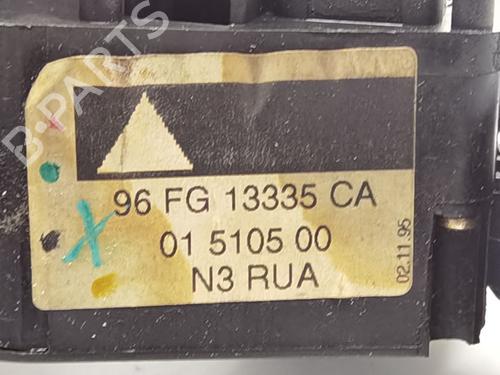 B-PARTS
96 FG 13335 CA
01 5105 00
N3 RUA
02.11.95